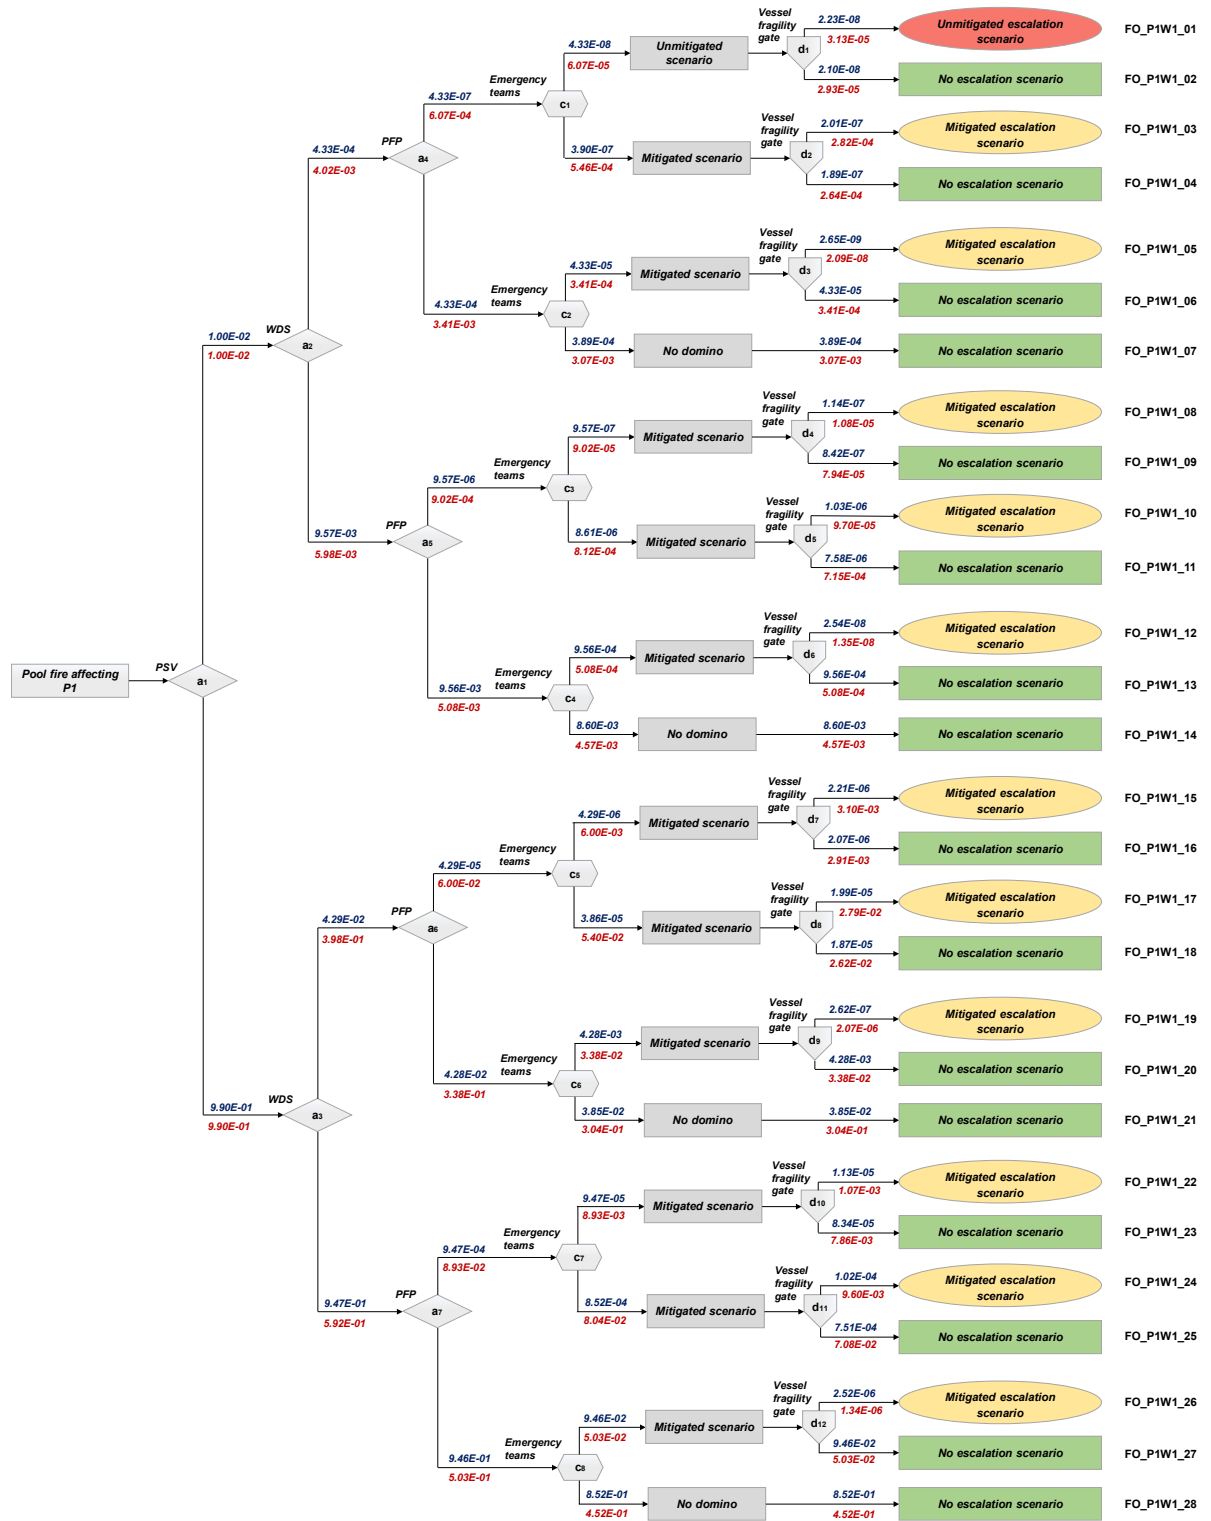 Vessel
fragility
gate
2.23E-08
3.13E-05
d1
Unmitigated escalation
scenario
FO_P1W1_01
4.33E-08
6.07E-05
Unmitigated
scenario
2.10E-08
2.93E-05
No escalation scenario
FO_P1W1_02
Emergency
teams
4.33E-07
6.07E-04
c1
Vessel
fragility
gate
2.01E-07
2.82E-04
d2
Mitigated escalation
scenario
FO_P1W1_03
3.90E-07
5.46E-04
Mitigated scenario
1.89E-07
2.64E-04
No escalation scenario
FO_P1W1_04
4.33E-04
4.02E-03
PFP
a4
Vessel
fragility
gate
2.65E-09
2.09E-08
d3
Mitigated escalation
scenario
FO_P1W1_05
4.33E-05
3.41E-04
Mitigated scenario
4.33E-05
3.41E-04
No escalation scenario
FO_P1W1_06
4.33E-04
3.41E-03
Emergency
teams
c2
3.89E-04
3.07E-03
No domino
3.89E-04
3.07E-03
No escalation scenario
FO_P1W1_07
1.00E-02
1.00E-02
WDS
a2
Vessel
fragility
gate
1.14E-07
1.08E-05
d4
Mitigated escalation
scenario
FO_P1W1_08
9.57E-07
9.02E-05
Mitigated scenario
8.42E-07
7.94E-05
No escalation scenario
FO_P1W1_09
9.57E-06
9.02E-04
Emergency
teams
c3
Vessel
fragility
gate
1.03E-06
9.70E-05
d5
Mitigated escalation
scenario
FO_P1W1_10
8.61E-06
8.12E-04
Mitigated scenario
7.58E-06
7.15E-04
No escalation scenario
FO_P1W1_11
9.57E-03
5.98E-03
PFP
a5
Vessel
fragility
gate
2.54E-08
1.35E-08
d6
Mitigated escalation
scenario
FO_P1W1_12
9.56E-04
5.08E-04
Mitigated scenario
9.56E-04
5.08E-04
No escalation scenario
FO_P1W1_13
9.56E-03
5.08E-03
Emergency
teams
c4
8.60E-03
4.57E-03
No domino
8.60E-03
4.57E-03
No escalation scenario
FO_P1W1_14
Pool fire affecting
P1
PSV
a1
Vessel
fragility
gate
2.21E-06
3.10E-03
d7
Mitigated escalation
scenario
FO_P1W1_15
4.29E-06
6.00E-03
Mitigated scenario
2.07E-06
2.91E-03
No escalation scenario
FO_P1W1_16
4.29E-05
6.00E-02
Emergency
teams
c5
Vessel
fragility
gate
1.99E-05
2.79E-02
d8
Mitigated escalation
scenario
FO_P1W1_17
3.86E-05
5.40E-02
Mitigated scenario
1.87E-05
2.62E-02
No escalation scenario
FO_P1W1_18
4.29E-02
3.98E-01
PFP
a6
Vessel
fragility
gate
2.62E-07
2.07E-06
d9
Mitigated escalation
scenario
FO_P1W1_19
4.28E-03
3.38E-02
Mitigated scenario
4.28E-03
3.38E-02
No escalation scenario
FO_P1W1_20
4.28E-02
3.38E-01
Emergency
teams
c6
3.85E-02
3.04E-01
No domino
3.85E-02
3.04E-01
No escalation scenario
FO_P1W1_21
9.90E-01
9.90E-01
WDS
a3
Vessel
fragility
gate
1.13E-05
1.07E-03
d10
Mitigated escalation
scenario
FO_P1W1_22
9.47E-05
8.93E-03
Mitigated scenario
8.34E-05
7.86E-03
No escalation scenario
FO_P1W1_23
9.47E-04
8.93E-02
Emergency
teams
c7
Vessel
fragility
gate
1.02E-04
9.60E-03
d11
Mitigated escalation
scenario
FO_P1W1_24
8.52E-04
8.04E-02
Mitigated scenario
7.51E-04
7.08E-02
No escalation scenario
FO_P1W1_25
9.47E-01
5.92E-01
PFP
a7
Vessel
fragility
gate
2.52E-06
1.34E-06
d12
Mitigated escalation
scenario
FO_P1W1_26
9.46E-02
5.03E-02
Mitigated scenario
9.46E-02
5.03E-02
No escalation scenario
FO_P1W1_27
9.46E-01
5.03E-01
Emergency
teams
c8
8.52E-01
4.52E-01
No domino
8.52E-01
4.52E-01
No escalation scenario
FO_P1W1_28